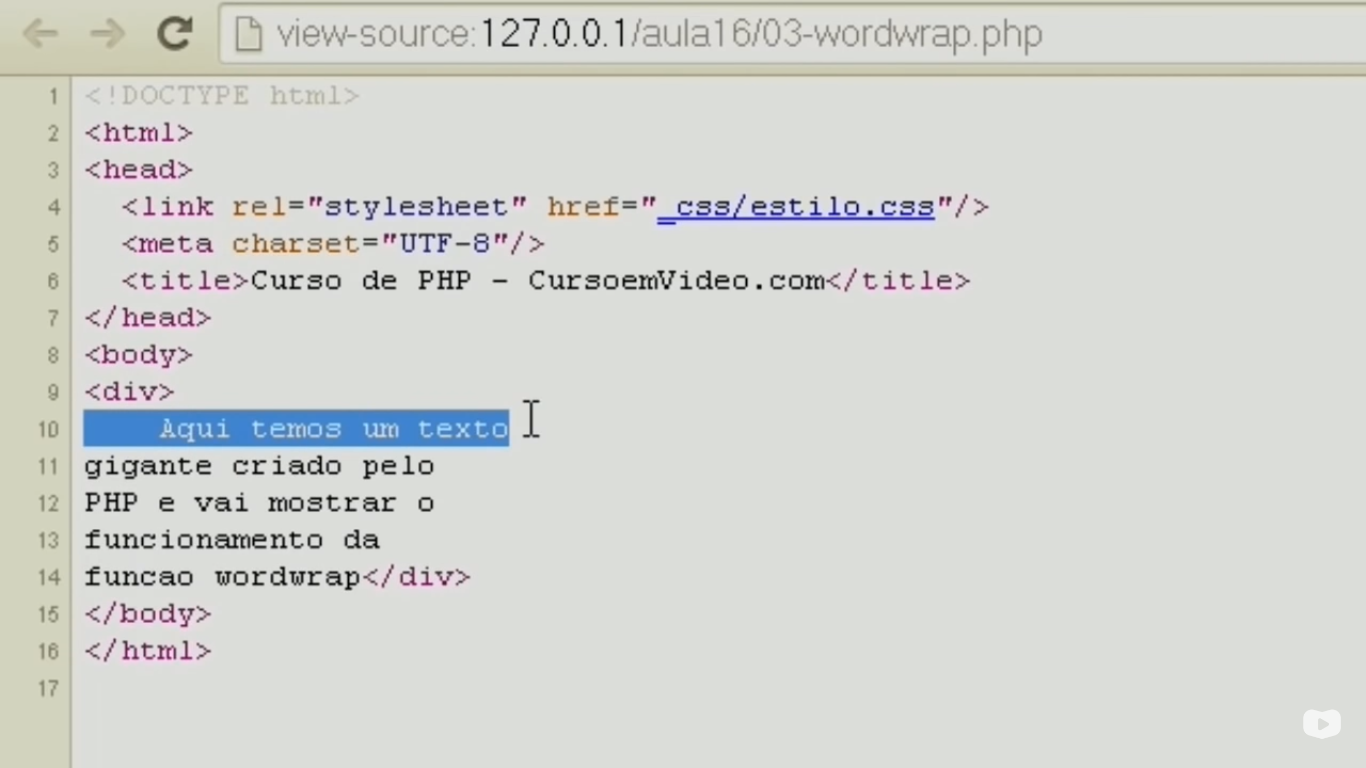 view-source:127.0.0.1/aula16/03-wordwrap.php
1 <!DOCTYPE html>
2 <html>
3 <head>
4   <link rel="stylesheet" href="_css/estilo.css"/>
5   <meta charset="UTF-8"/>
6   <title>Curso de PHP - CursoemVideo.com</title>
7 </head>
8 <body>
9 <div>
10     Aqui temos um texto
11 gigante criado pelo
12 PHP e vai mostrar o
13 funcionamento da
14 funcao wordwrap</div>
15 </body>
16 </html>
17